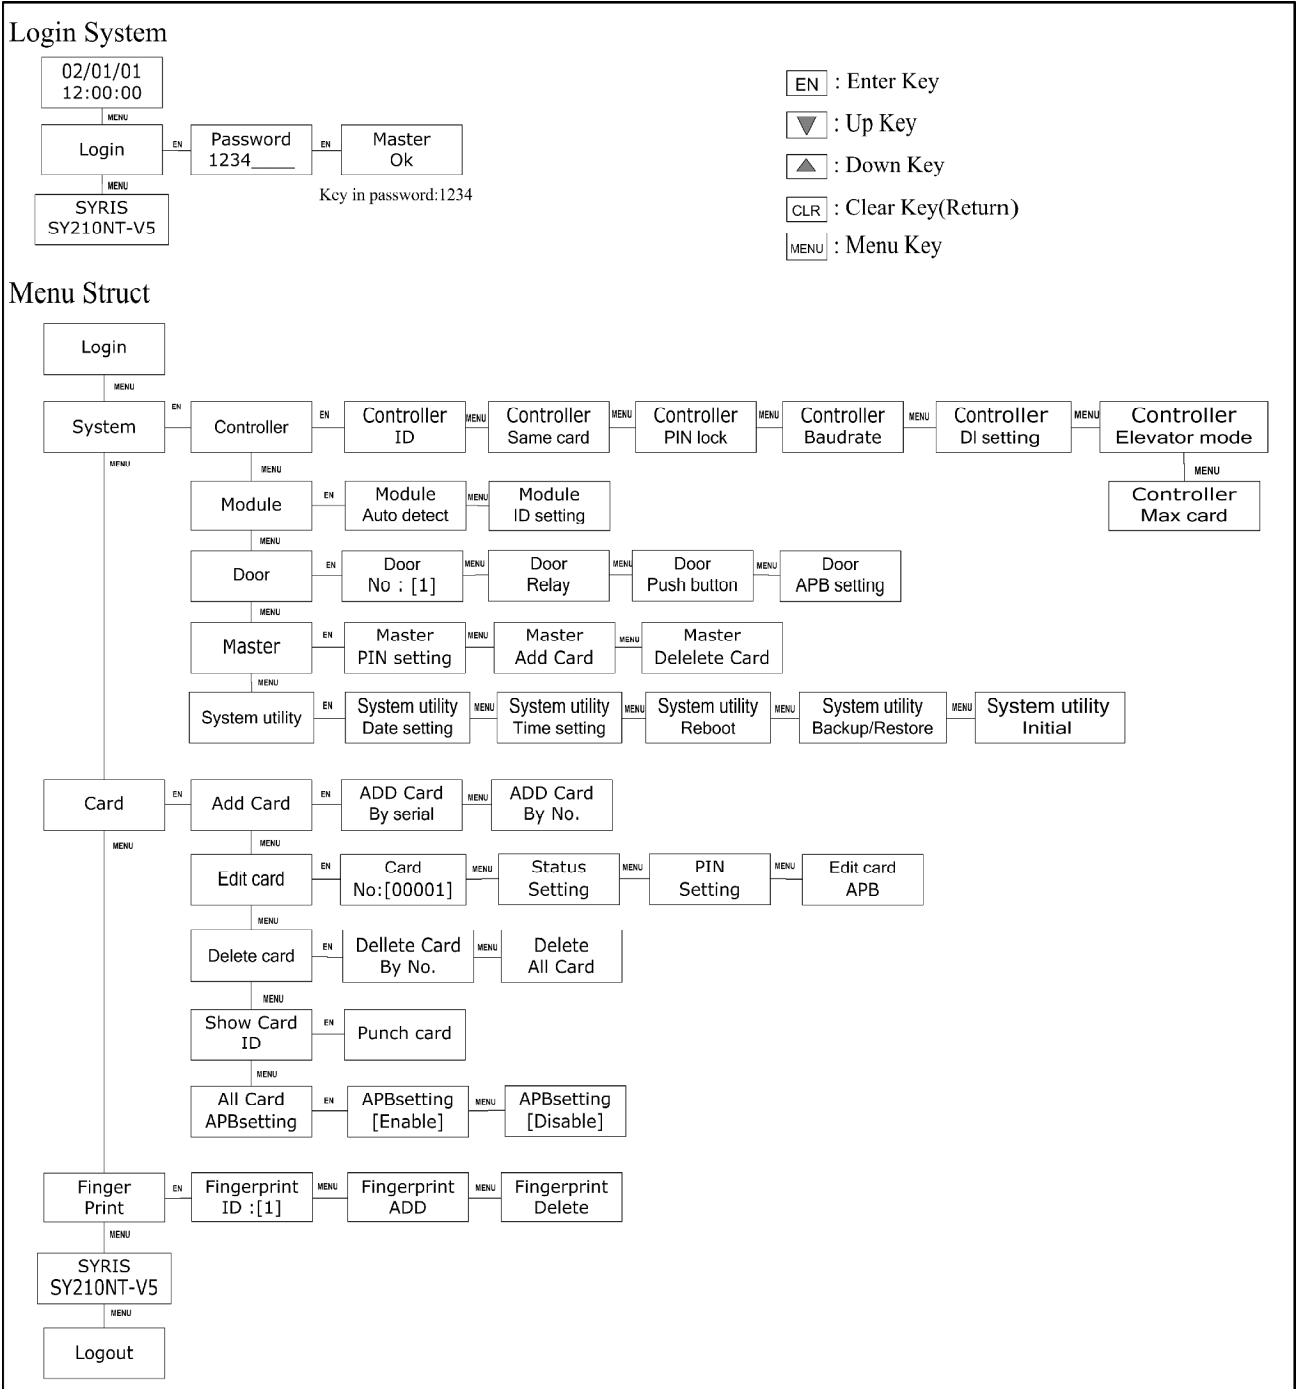 Login System
02/01/01
12:00:00
MENU
Login
EN
Password
1234____
EN
Master
Ok
Key in password:1234
MENU
SYRIS
SY210NT-V5
EN : Enter Key
▼ : Up Key
▲ : Down Key
CLR : Clear Key(Return)
MENU : Menu Key
Menu Struct
Login
MENU
System
EN
Controller
EN
Controller
ID
MENU
Controller
Same card
MENU
Controller
PIN lock
MENU
Controller
Baudrate
MENU
Controller
DI setting
MENU
Controller
Elevator mode
MENU
Controller
Max card
MENU
MENU
Module
EN
Module
Auto detect
MENU
Module
ID setting
MENU
Door
EN
Door
No : [1]
MENU
Door
Relay
MENU
Door
Push button
MENU
Door
APB setting
MENU
Master
EN
Master
PIN setting
MENU
Master
Add Card
MENU
Master
Delelete Card
MENU
System utility
EN
System utility
Date setting
MENU
System utility
Time setting
MENU
System utility
Reboot
MENU
System utility
Backup/Restore
MENU
System utility
Initial
Card
EN
Add Card
EN
ADD Card
By serial
MENU
ADD Card
By No.
MENU
MENU
Edit card
EN
Card
No:[00001]
MENU
Status
Setting
MENU
PIN
Setting
MENU
Edit card
APB
MENU
Delete card
EN
Dellete Card
By No.
MENU
Delete
All Card
MENU
Show Card
ID
EN
Punch card
MENU
All Card
APBsetting
EN
APBsetting
[Enable]
MENU
APBsetting
[Disable]
Finger
Print
EN
Fingerprint
ID :[1]
MENU
Fingerprint
ADD
MENU
Fingerprint
Delete
MENU
SYRIS
SY210NT-V5
MENU
Logout